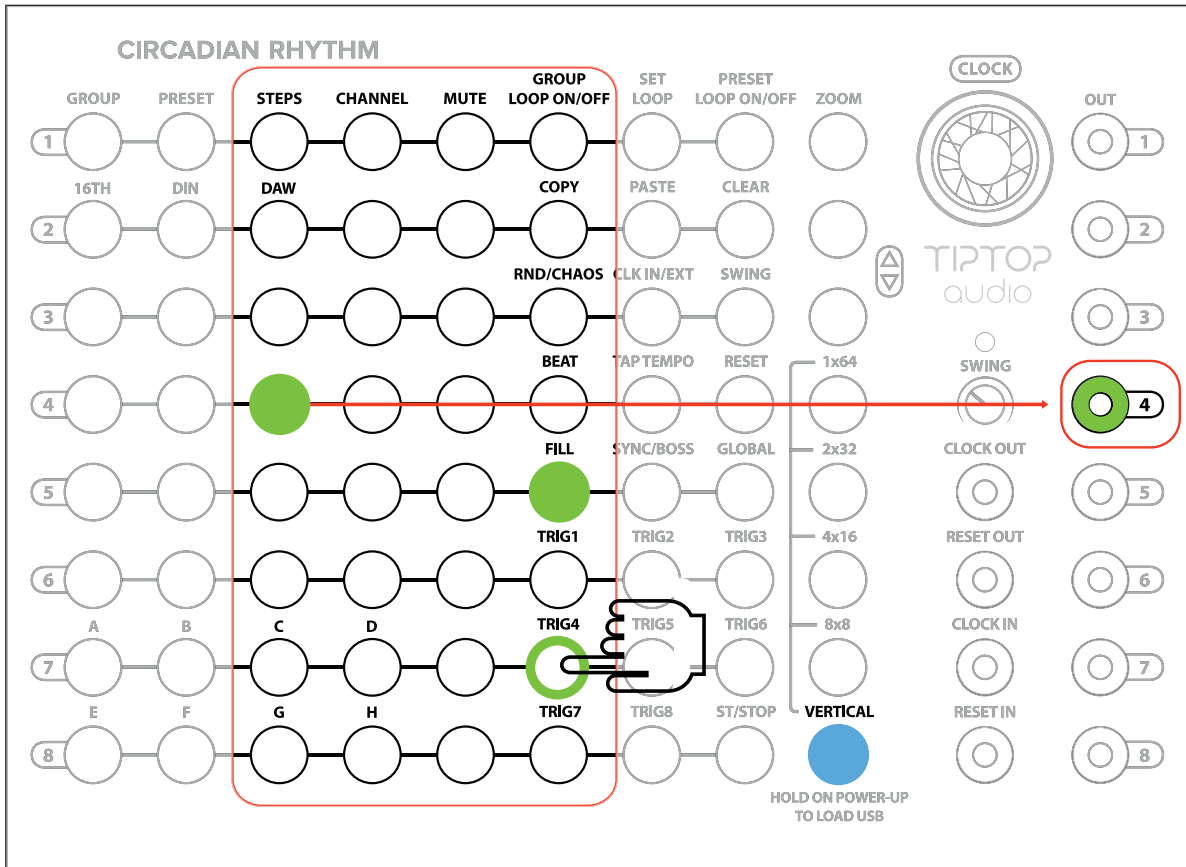 CIRCADIAN RHYTHM
CLOCK
GROUP PRESET STEPS CHANNEL MUTE GROUP LOOP ON/OFF SET LOOP PRESET LOOP ON/OFF ZOOM OUT
1 1
16TH DIN DAW COPY PASTE CLEAR
2 2
TIPTOP
audio
RND/CHAOS CLK IN/EXT SWING
3 3
BEAT TAP TEMPO RESET 1x64 SWING
4 4
FILL SYNC/BOSS GLOBAL 2x32 CLOCK OUT
5 5
TRIG1 TRIG2 TRIG3 4x16 RESET OUT
6 6
A B C D TRIG4 TRIG5 TRIG6 8x8 CLOCK IN
7 7
E F G H TRIG7 TRIG8 ST/STOP VERTICAL RESET IN
8 8
HOLD ON POWER-UP
TO LOAD USB